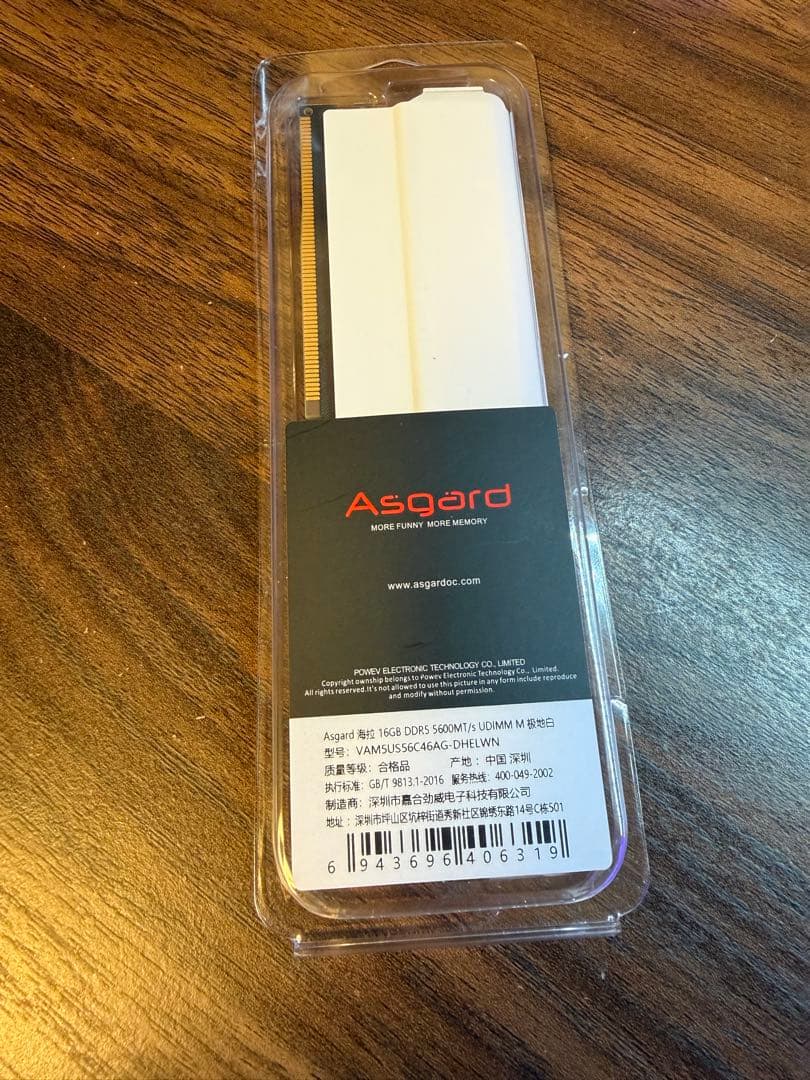 Asgard
MORE FUNNY MORE MEMORY
www.asgardoc.com
POWEV ELECTRONIC TECHNOLOGY CO., LIMITED
Copyright ownship belongs to Powev Electronic Technology Co., Limited.
All rights reserved.It's not allowed to use this picture in any form include reproduce
and modify without permission.
Asgard 海拉 16GB DDR5 5600MT/s UDIMM M 极地白
型号: VAM5US56C46AG-DHELWN
质量等级: 合格品 产地: 中国 深圳
执行标准: GB/T 9813.1-2016 服务热线: 400-049-2002
制造商: 深圳市嘉合劲威电子科技有限公司
地址: 深圳市坪山区坑梓街道秀新社区锦绣东路14号C栋501
6 943696 406319